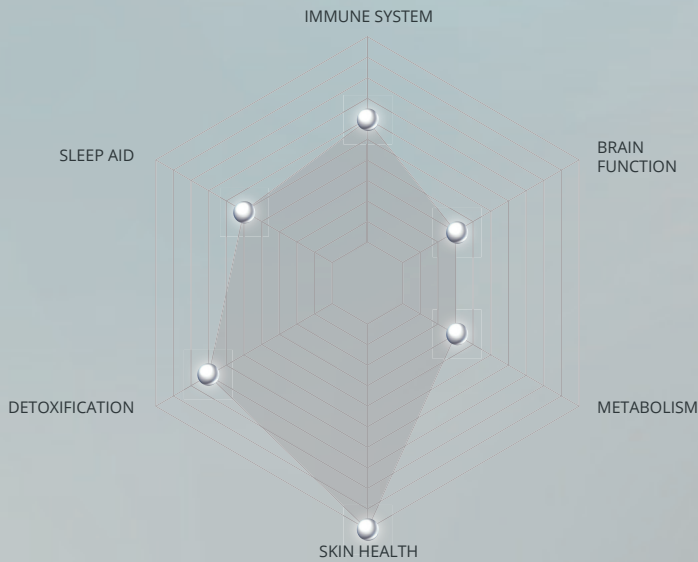 IMMUNE SYSTEM
BRAIN
FUNCTION
SLEEP AID
METABOLISM
DETOXIFICATION
SKIN HEALTH